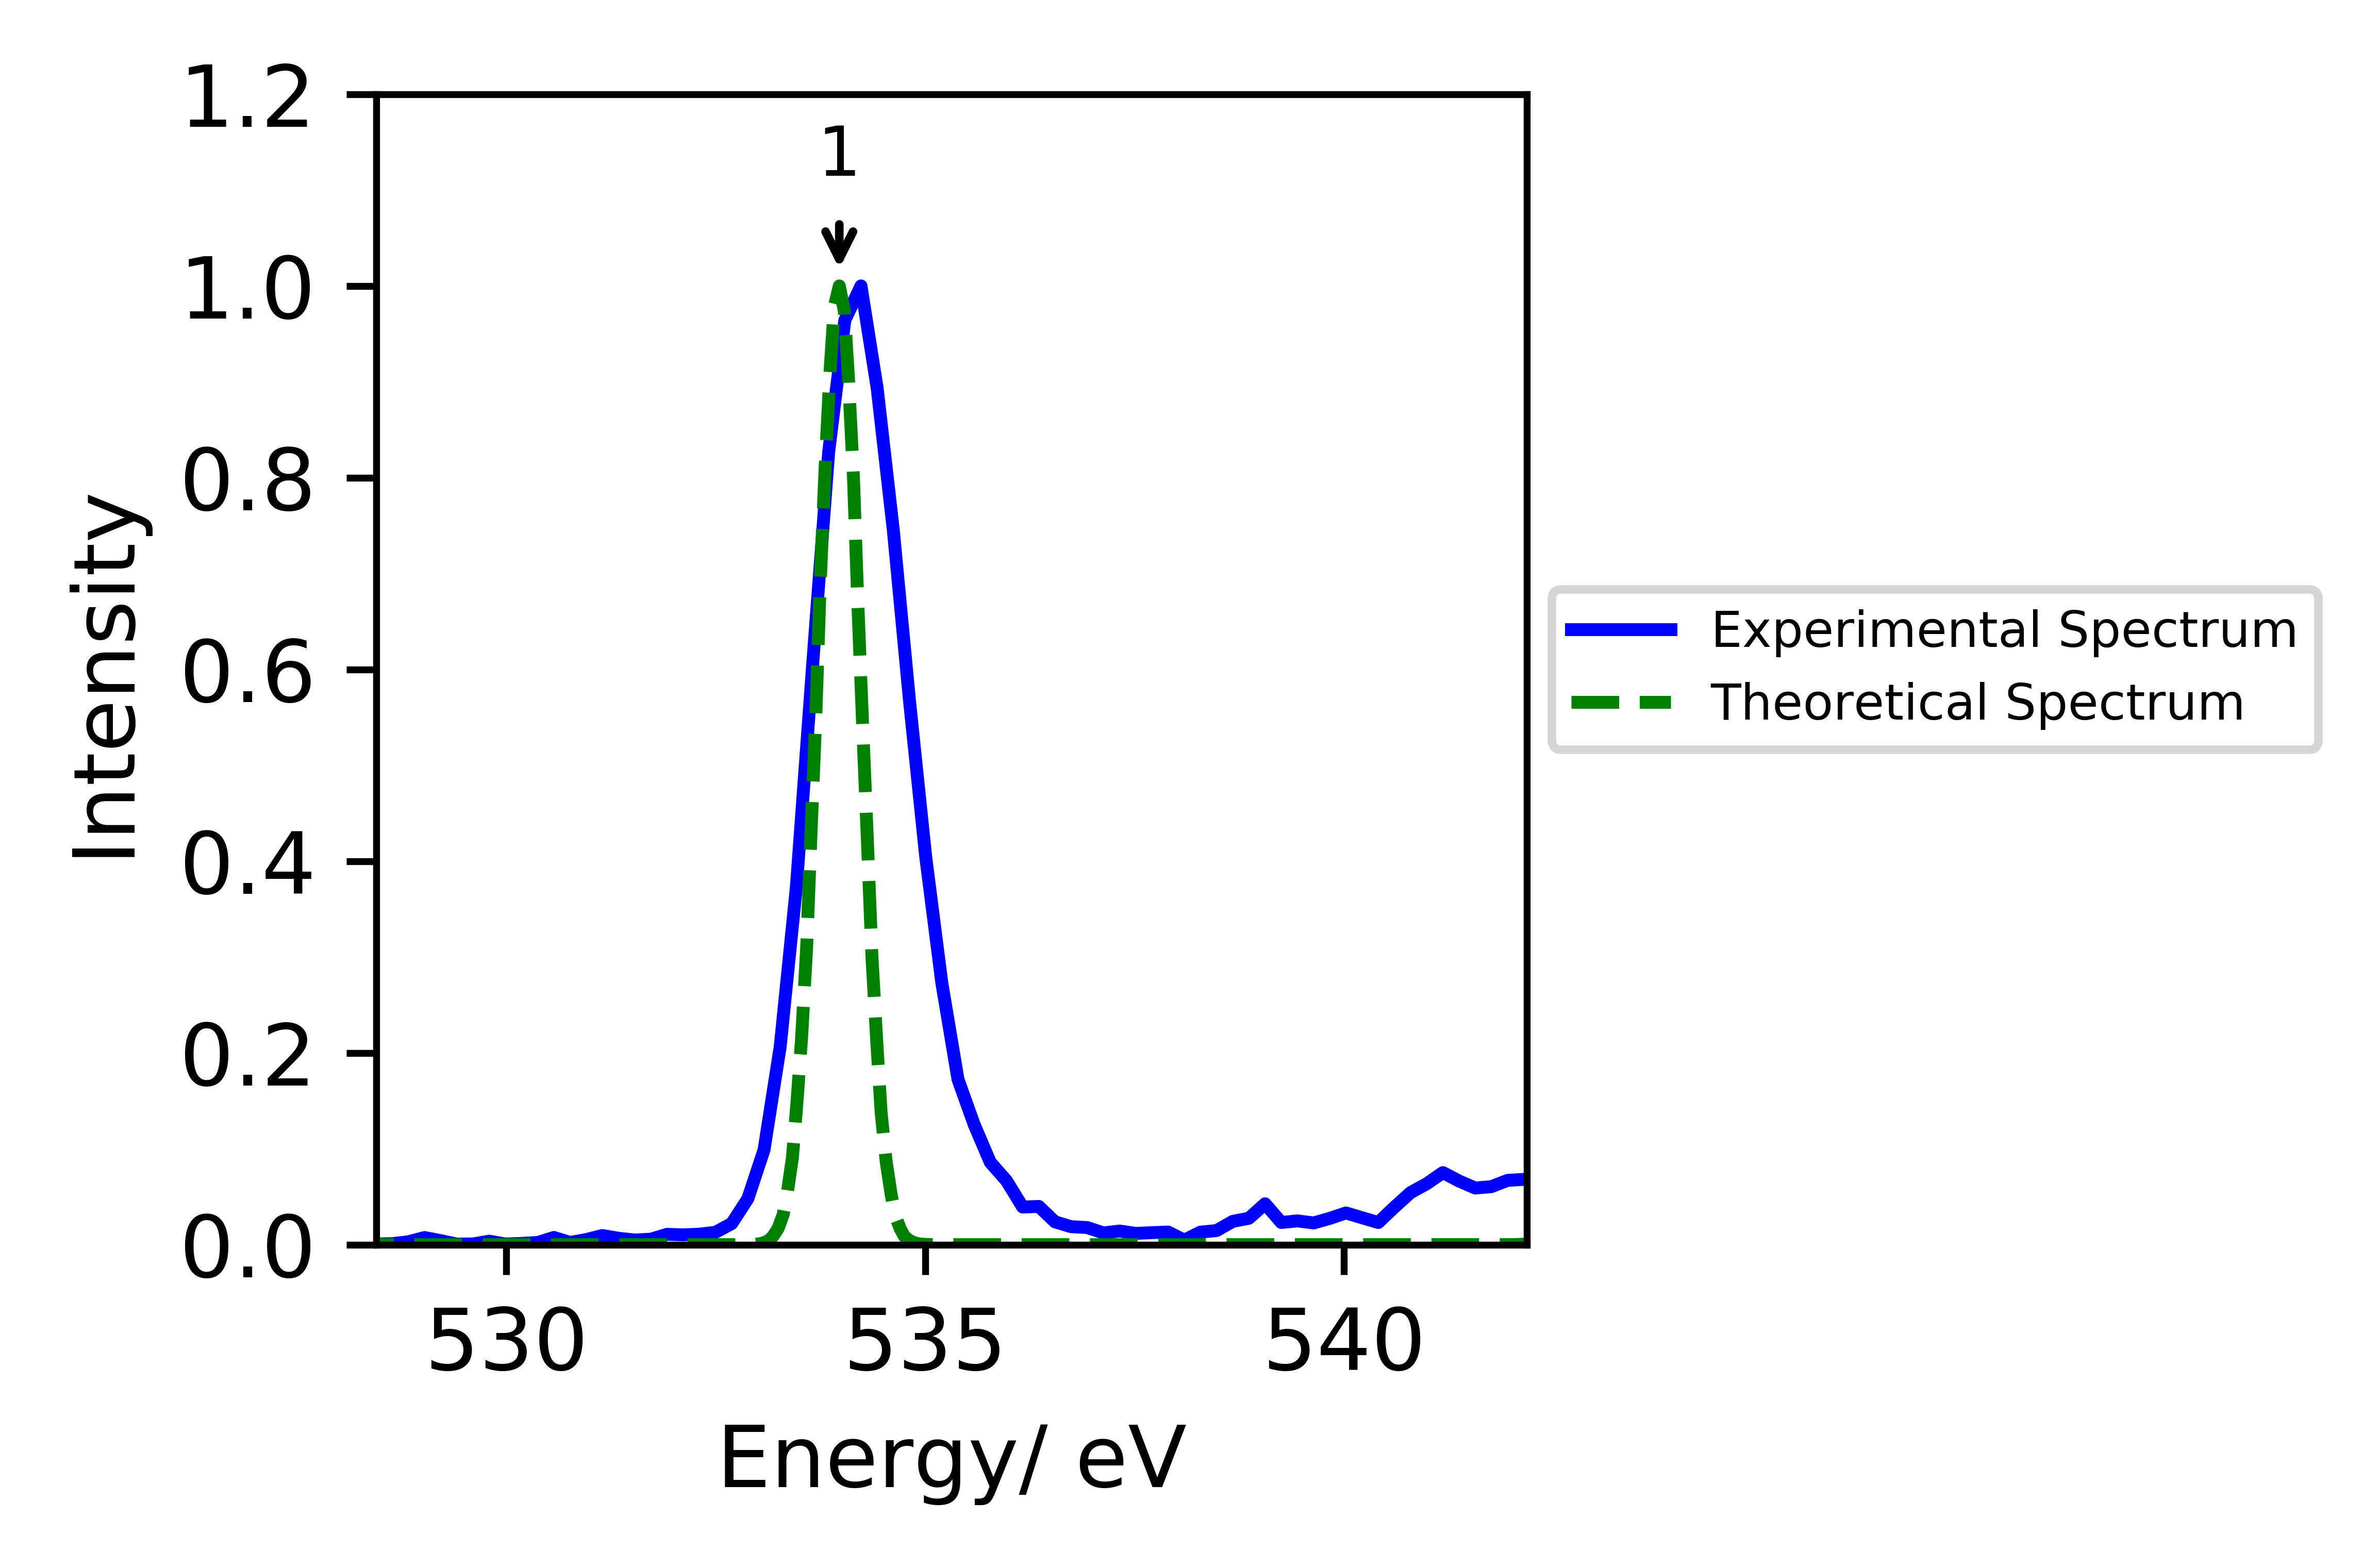 1.2
1.0
0.8
0.6
0.4
0.2
0.0
Intensity
1
530 535 540
Energy/ eV
Experimental Spectrum
Theoretical Spectrum